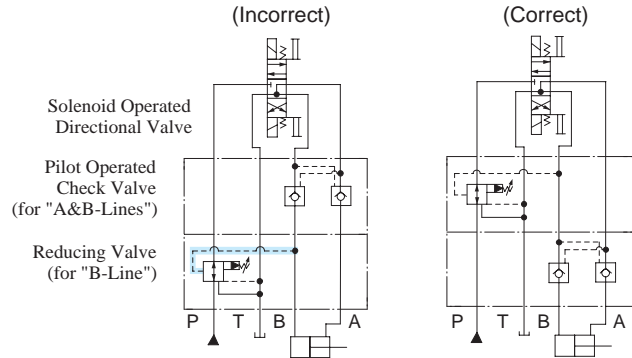 (Incorrect)
(Correct)
Solenoid Operated
Directional Valve
Pilot Operated
Check Valve
(for "A&B-Lines")
Reducing Valve
(for "B-Line")
P T B A
P T B A